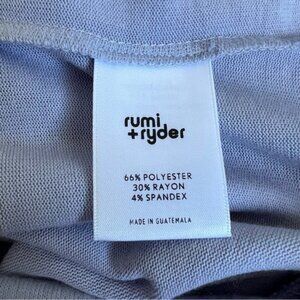 rumi
+ryder
66% POLYESTER
30% RAYON
4% SPANDEX
MADE IN GUATEMALA